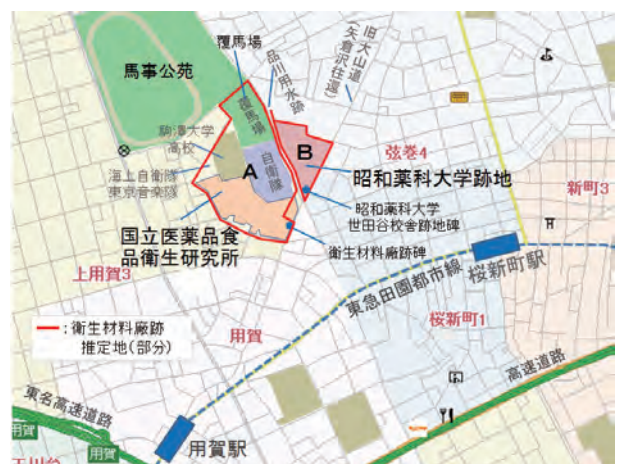 覆馬場
馬事公苑
品川用水跡
旧大山道
(矢倉沢往還)
覆馬場
駒澤大学
高校
A
自衛隊
B
弦巻4
海上自衛隊
東京音楽隊
昭和薬科大学跡地
新町3
昭和薬科大学
世田谷校舎跡地碑
国立医薬品食
品衛生研究所
衛生材料廠跡碑
上用賀3
桜新町駅
東急田園都市線
用賀
桜新町1
:衛生材料廠跡
推定地(部分)
高速道路
東名高速道路
用賀
用賀
用賀駅
玉川台